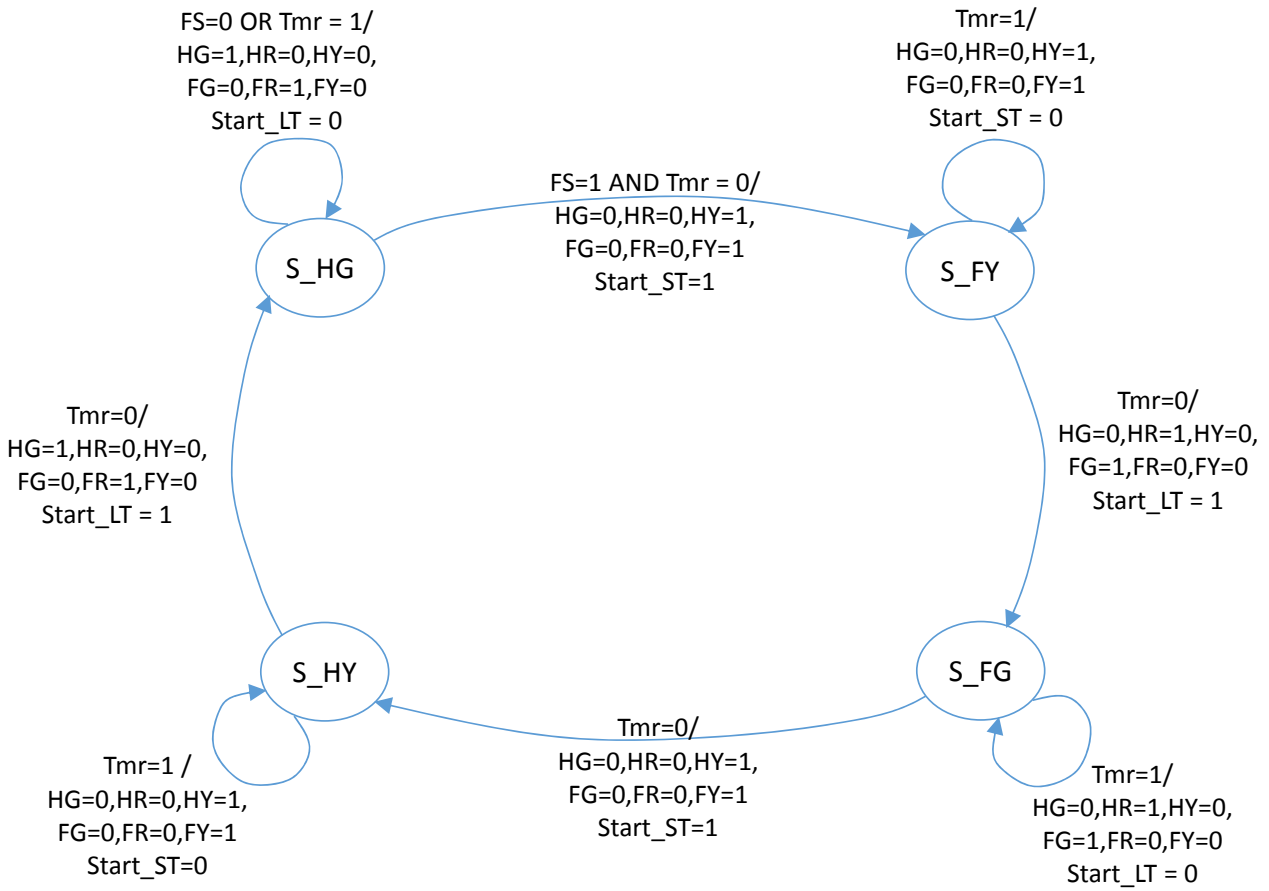 FS=0 OR Tmr = 1/
HG=1,HR=0,HY=0,
FG=0,FR=1,FY=0
Start_LT = 0
Tmr=1/
HG=0,HR=0,HY=1,
FG=0,FR=0,FY=1
Start_ST = 0
FS=1 AND Tmr = 0/
HG=0,HR=0,HY=1,
FG=0,FR=0,FY=1
Start_ST=1
S_HG
S_FY
Tmr=0/
HG=1,HR=0,HY=0,
FG=0,FR=1,FY=0
Start_LT = 1
Tmr=0/
HG=0,HR=1,HY=0,
FG=1,FR=0,FY=0
Start_LT = 1
S_HY
S_FG
Tmr=1 /
HG=0,HR=0,HY=1,
FG=0,FR=0,FY=1
Start_ST=0
Tmr=0/
HG=0,HR=0,HY=1,
FG=0,FR=0,FY=1
Start_ST=1
Tmr=1/
HG=0,HR=1,HY=0,
FG=1,FR=0,FY=0
Start_LT = 0